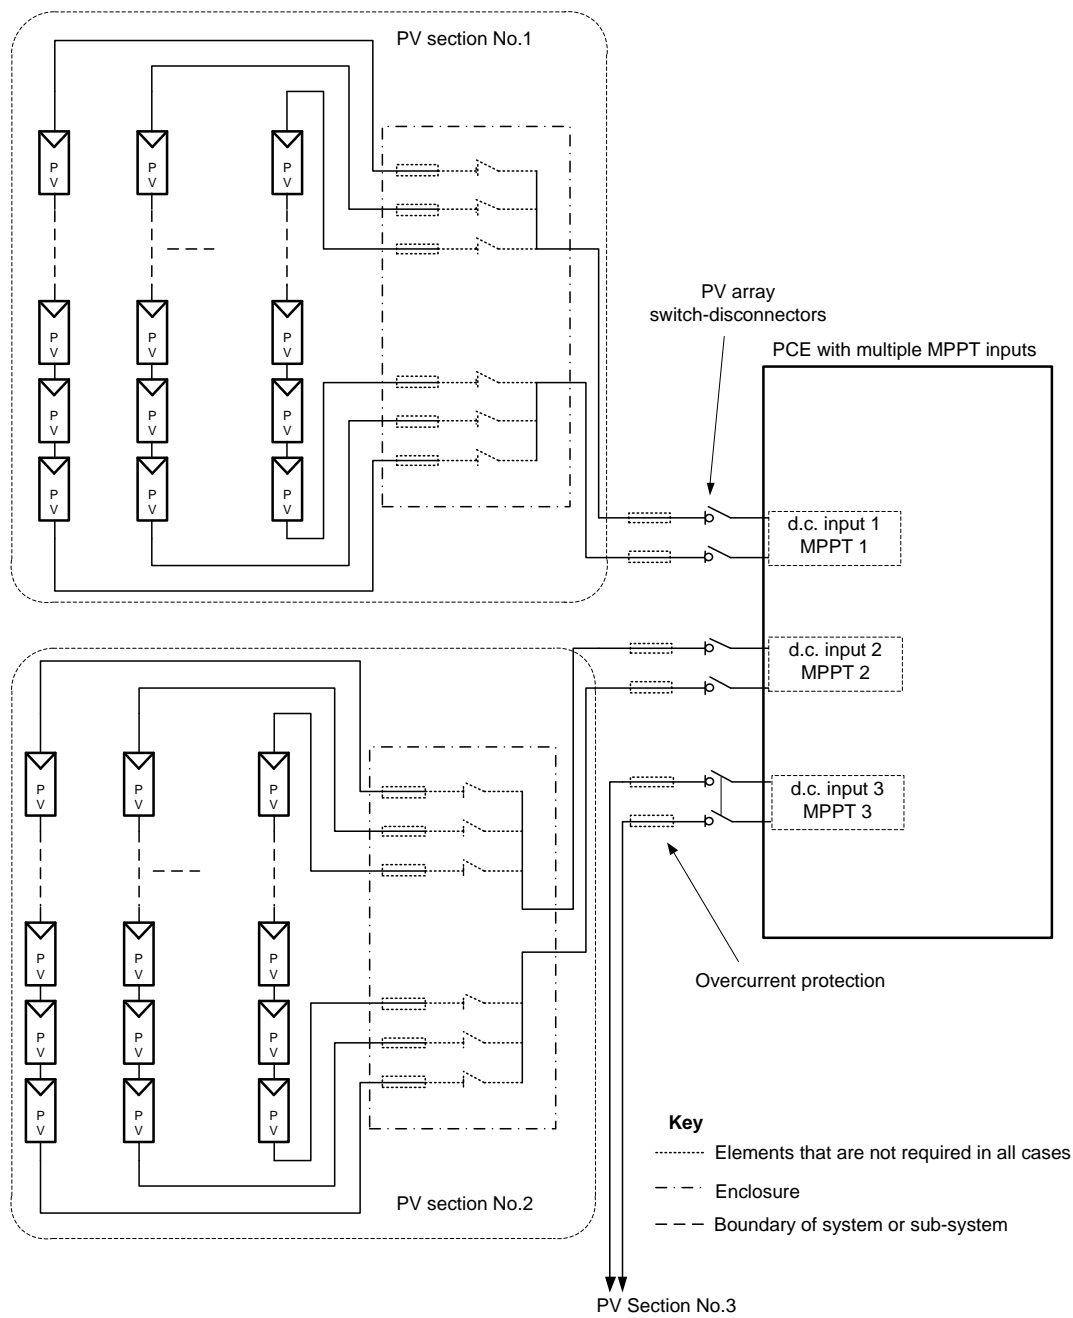 PV section No.1
P V
P V
P V
P V
P V
P V
P V
P V
P V
P V
P V
P V
PV array
switch-disconnectors
PCE with multiple MPPT inputs
d.c. input 1
MPPT 1
d.c. input 2
MPPT 2
d.c. input 3
MPPT 3
P V
P V
P V
P V
P V
P V
P V
P V
P V
P V
P V
P V
Overcurrent protection
PV section No.2
Key
Elements that are not required in all cases
Enclosure
Boundary of system or sub-system
PV Section No.3